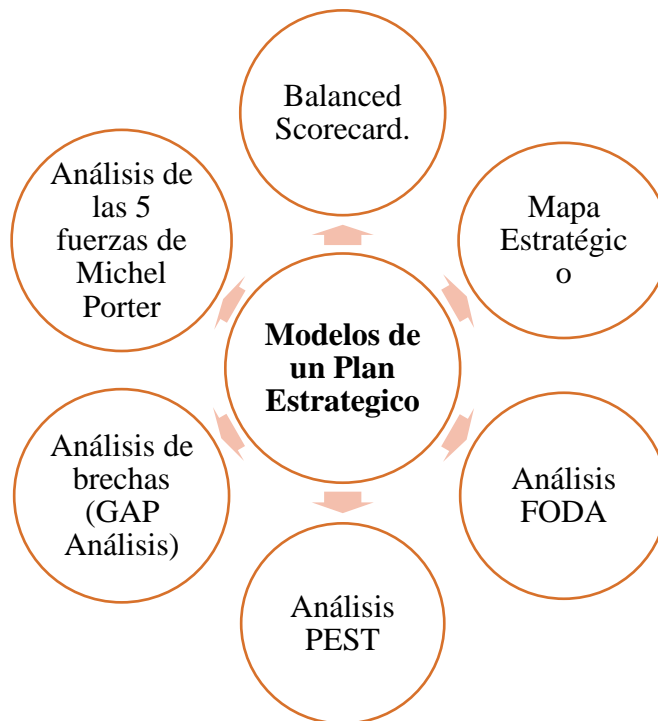 Balanced
Scorecard.
Análisis de
las 5
fuerzas de
Michel
Porter
Mapa
Estratégic
o
Modelos de
un Plan
Estrategico
Análisis de
brechas
(GAP
Análisis)
Análisis
FODA
Análisis
PEST